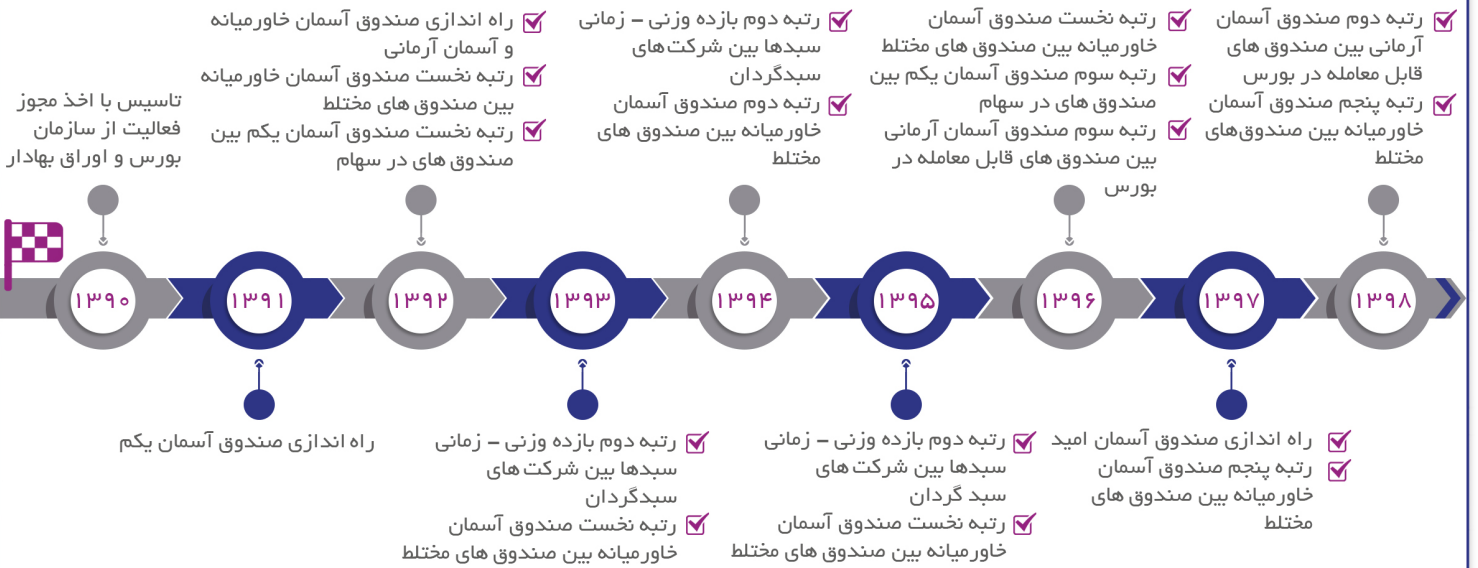 ۱۳۹۰
تاسیس با اخذ مجوز
فعالیت از سازمان
بورس و اوراق بهادار
۱۳۹۱
راه اندازی صندوق آسمان یکم
۱۳۹۲
راه اندازی صندوق آسمان خاورمیانه
و آسمان آرمانی
رتبه نخست صندوق آسمان خاورمیانه
بین صندوق های مختلط
رتبه نخست صندوق آسمان یکم بین
صندوق های در سهام
۱۳۹۳
رتبه دوم بازده وزنی – زمانی
سبدها بین شرکت های
سبدگردان
رتبه نخست صندوق آسمان
خاورمیانه بین صندوق های مختلط
۱۳۹۴
رتبه دوم بازده وزنی – زمانی
سبدها بین شرکت های
سبدگردان
رتبه دوم صندوق آسمان
خاورمیانه بین صندوق های
مختلط
۱۳۹۵
رتبه دوم بازده وزنی – زمانی
سبدها بین شرکت های
سبد گردان
رتبه نخست صندوق آسمان
خاورمیانه بین صندوق های مختلط
۱۳۹۶
رتبه نخست صندوق آسمان
خاورمیانه بین صندوق های مختلط
رتبه سوم صندوق آسمان یکم بین
صندوق های در سهام
رتبه سوم صندوق آسمان آرمانی
بین صندوق های قابل معامله در
بورس
۱۳۹۷
راه اندازی صندوق آسمان امید
رتبه پنجم صندوق آسمان
خاورمیانه بین صندوق های
مختلط
۱۳۹۸
رتبه دوم صندوق آسمان
آرمانی بین صندوق های
قابل معامله در بورس
رتبه پنجم صندوق آسمان
خاورمیانه بین صندوق‌های
مختلط